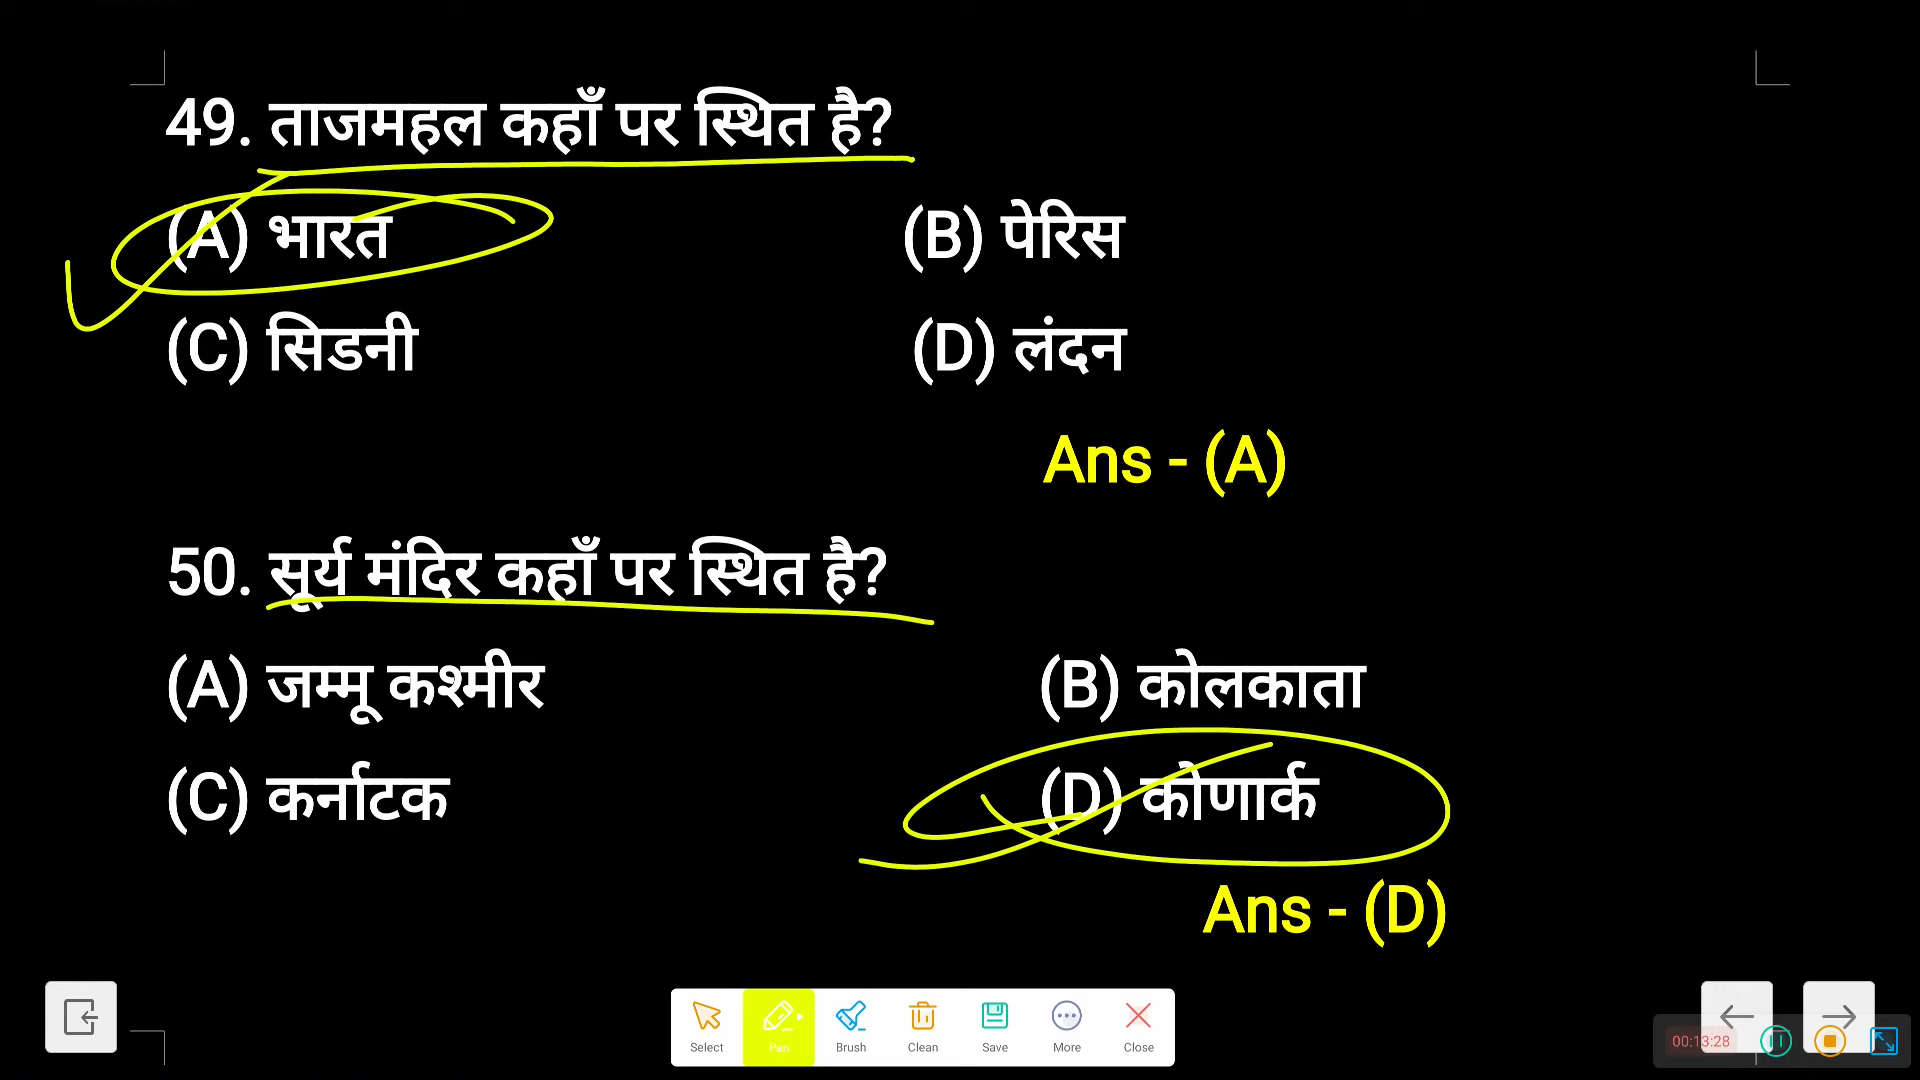 49. ताजमहल कहाँ पर स्थित है?
(A) भारत (B) पेरिस
(C) सिडनी (D) लंदन
Ans - (A)
50. सूर्य मंदिर कहाँ पर स्थित है?
(A) जम्मू कश्मीर (B) कोलकाता
(C) कर्नाटक (D) कोणार्क
Ans - (D)
Select Pen Brush Clean Save More Close
00:13:28